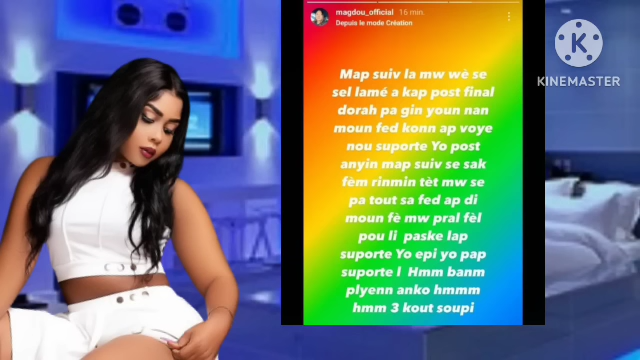 magdou_official 16 min.
Depuis le mode Création
Map suiv la mw wè se
sel lamé a kap post final
dorah pa gin youn nan
moun fed konn ap voye
nou suporte Yo post
anyin map suiv se sak
fèm rinmin tèt mw se
pa tout sa fed ap di
moun fè mw pral fèl
pou li paske lap
suporte Yo epi yo pap
suporte l Hmm banm
plyenn anko hmmm
hmm 3 kout soupi
K
KINEMASTER